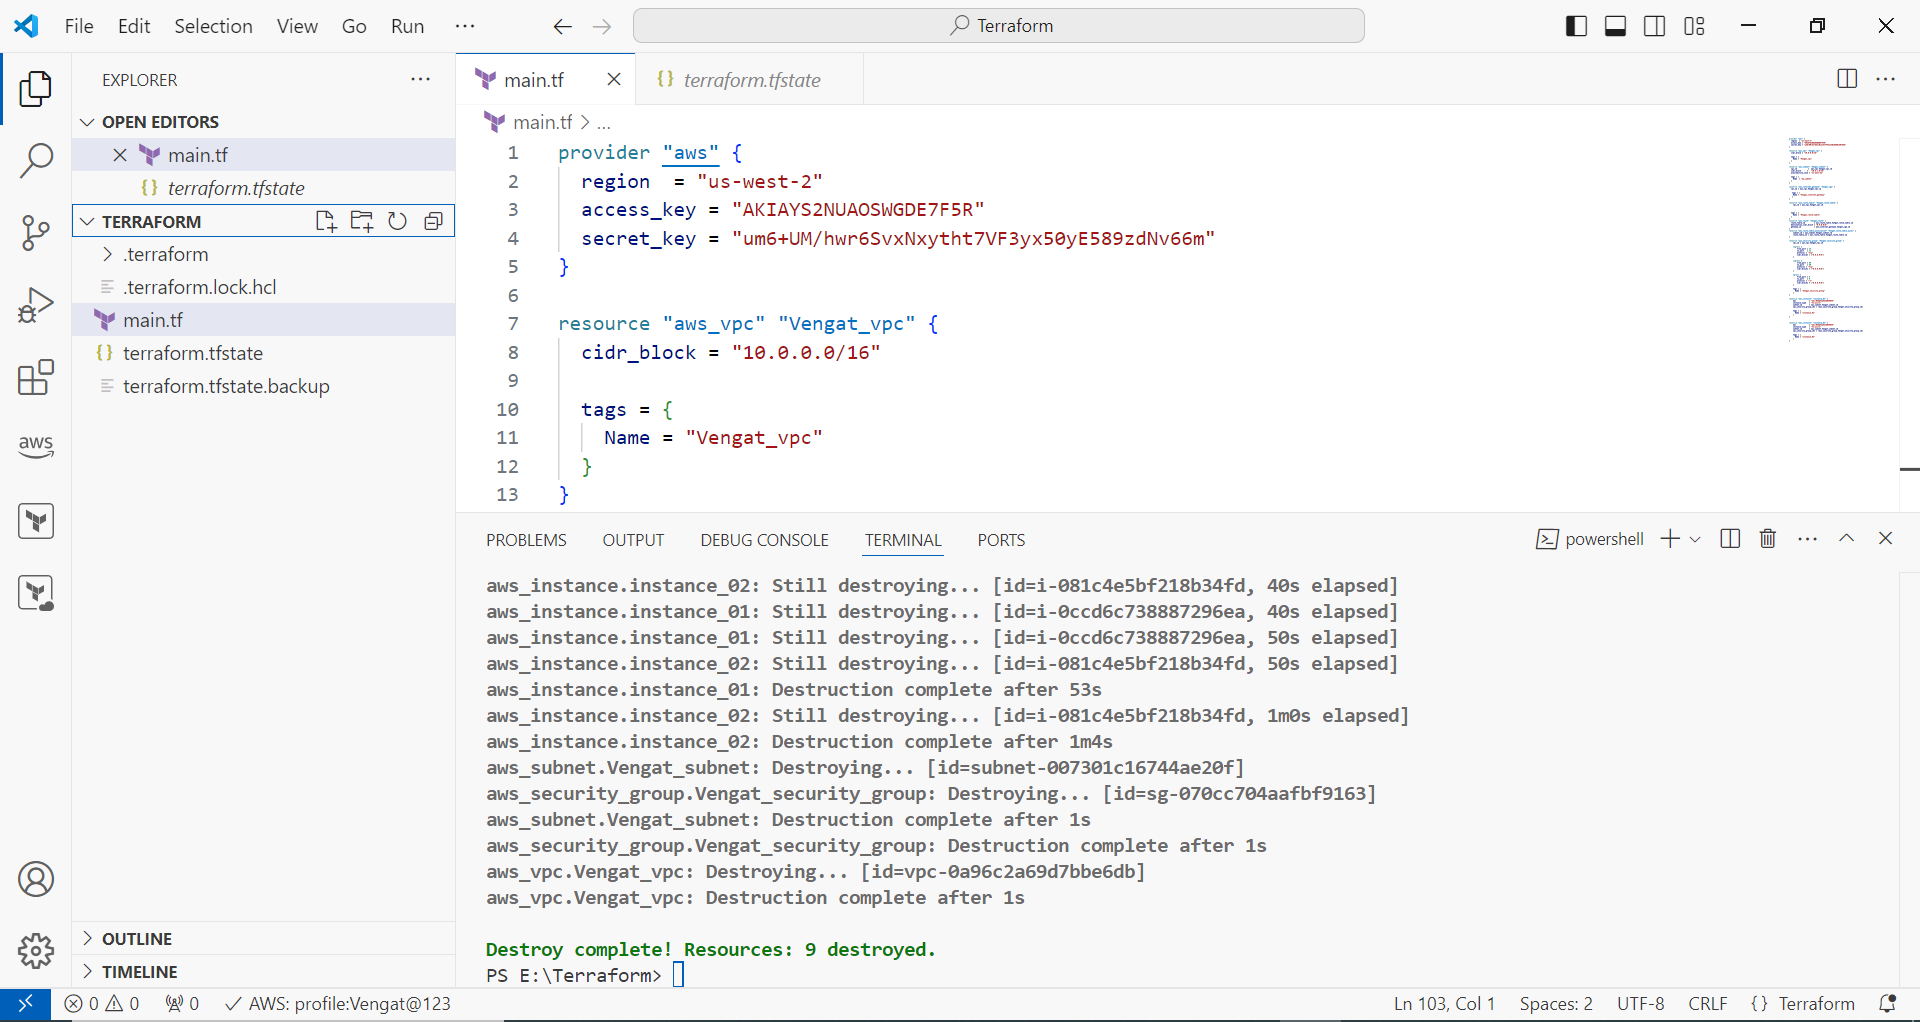 File Edit Selection View Go Run ···
Terraform
EXPLORER
OPEN EDITORS
main.tf
terraform.tfstate
TERRAFORM
.terraform
.terraform.lock.hcl
main.tf
terraform.tfstate
terraform.tfstate.backup
aws
OUTLINE
TIMELINE
main.tf
{} terraform.tfstate
main.tf > ...
1 provider "aws" {
2 region = "us-west-2"
3 access_key = "AKIAYS2NUAOSWGDE7F5R"
4 secret_key = "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"
5 }
6
7 resource "aws_vpc" "Vengat_vpc" {
8 cidr_block = "10.0.0.0/16"
9
10 tags = {
11 Name = "Vengat_vpc"
12 }
13 }
PROBLEMS OUTPUT DEBUG CONSOLE TERMINAL PORTS
powershell
aws_instance.instance_02: Still destroying... [id=i-081c4e5bf218b34fd, 40s elapsed]
aws_instance.instance_01: Still destroying... [id=i-0ccd6c738887296ea, 40s elapsed]
aws_instance.instance_01: Still destroying... [id=i-0ccd6c738887296ea, 50s elapsed]
aws_instance.instance_02: Still destroying... [id=i-081c4e5bf218b34fd, 50s elapsed]
aws_instance.instance_01: Destruction complete after 53s
aws_instance.instance_02: Still destroying... [id=i-081c4e5bf218b34fd, 1m0s elapsed]
aws_instance.instance_02: Destruction complete after 1m4s
aws_subnet.Vengat_subnet: Destroying... [id=subnet-007301c16744ae20f]
aws_security_group.Vengat_security_group: Destroying... [id=sg-070cc704aafbf9163]
aws_subnet.Vengat_subnet: Destruction complete after 1s
aws_security_group.Vengat_security_group: Destruction complete after 1s
aws_vpc.Vengat_vpc: Destroying... [id=vpc-0a96c2a69d7bbe6db]
aws_vpc.Vengat_vpc: Destruction complete after 1s
Destroy complete! Resources: 9 destroyed.
PS E:\Terraform>
0 0 0 AWS: profile:Vengat@123
Ln 103, Col 1 Spaces: 2 UTF-8 CRLF {} Terraform